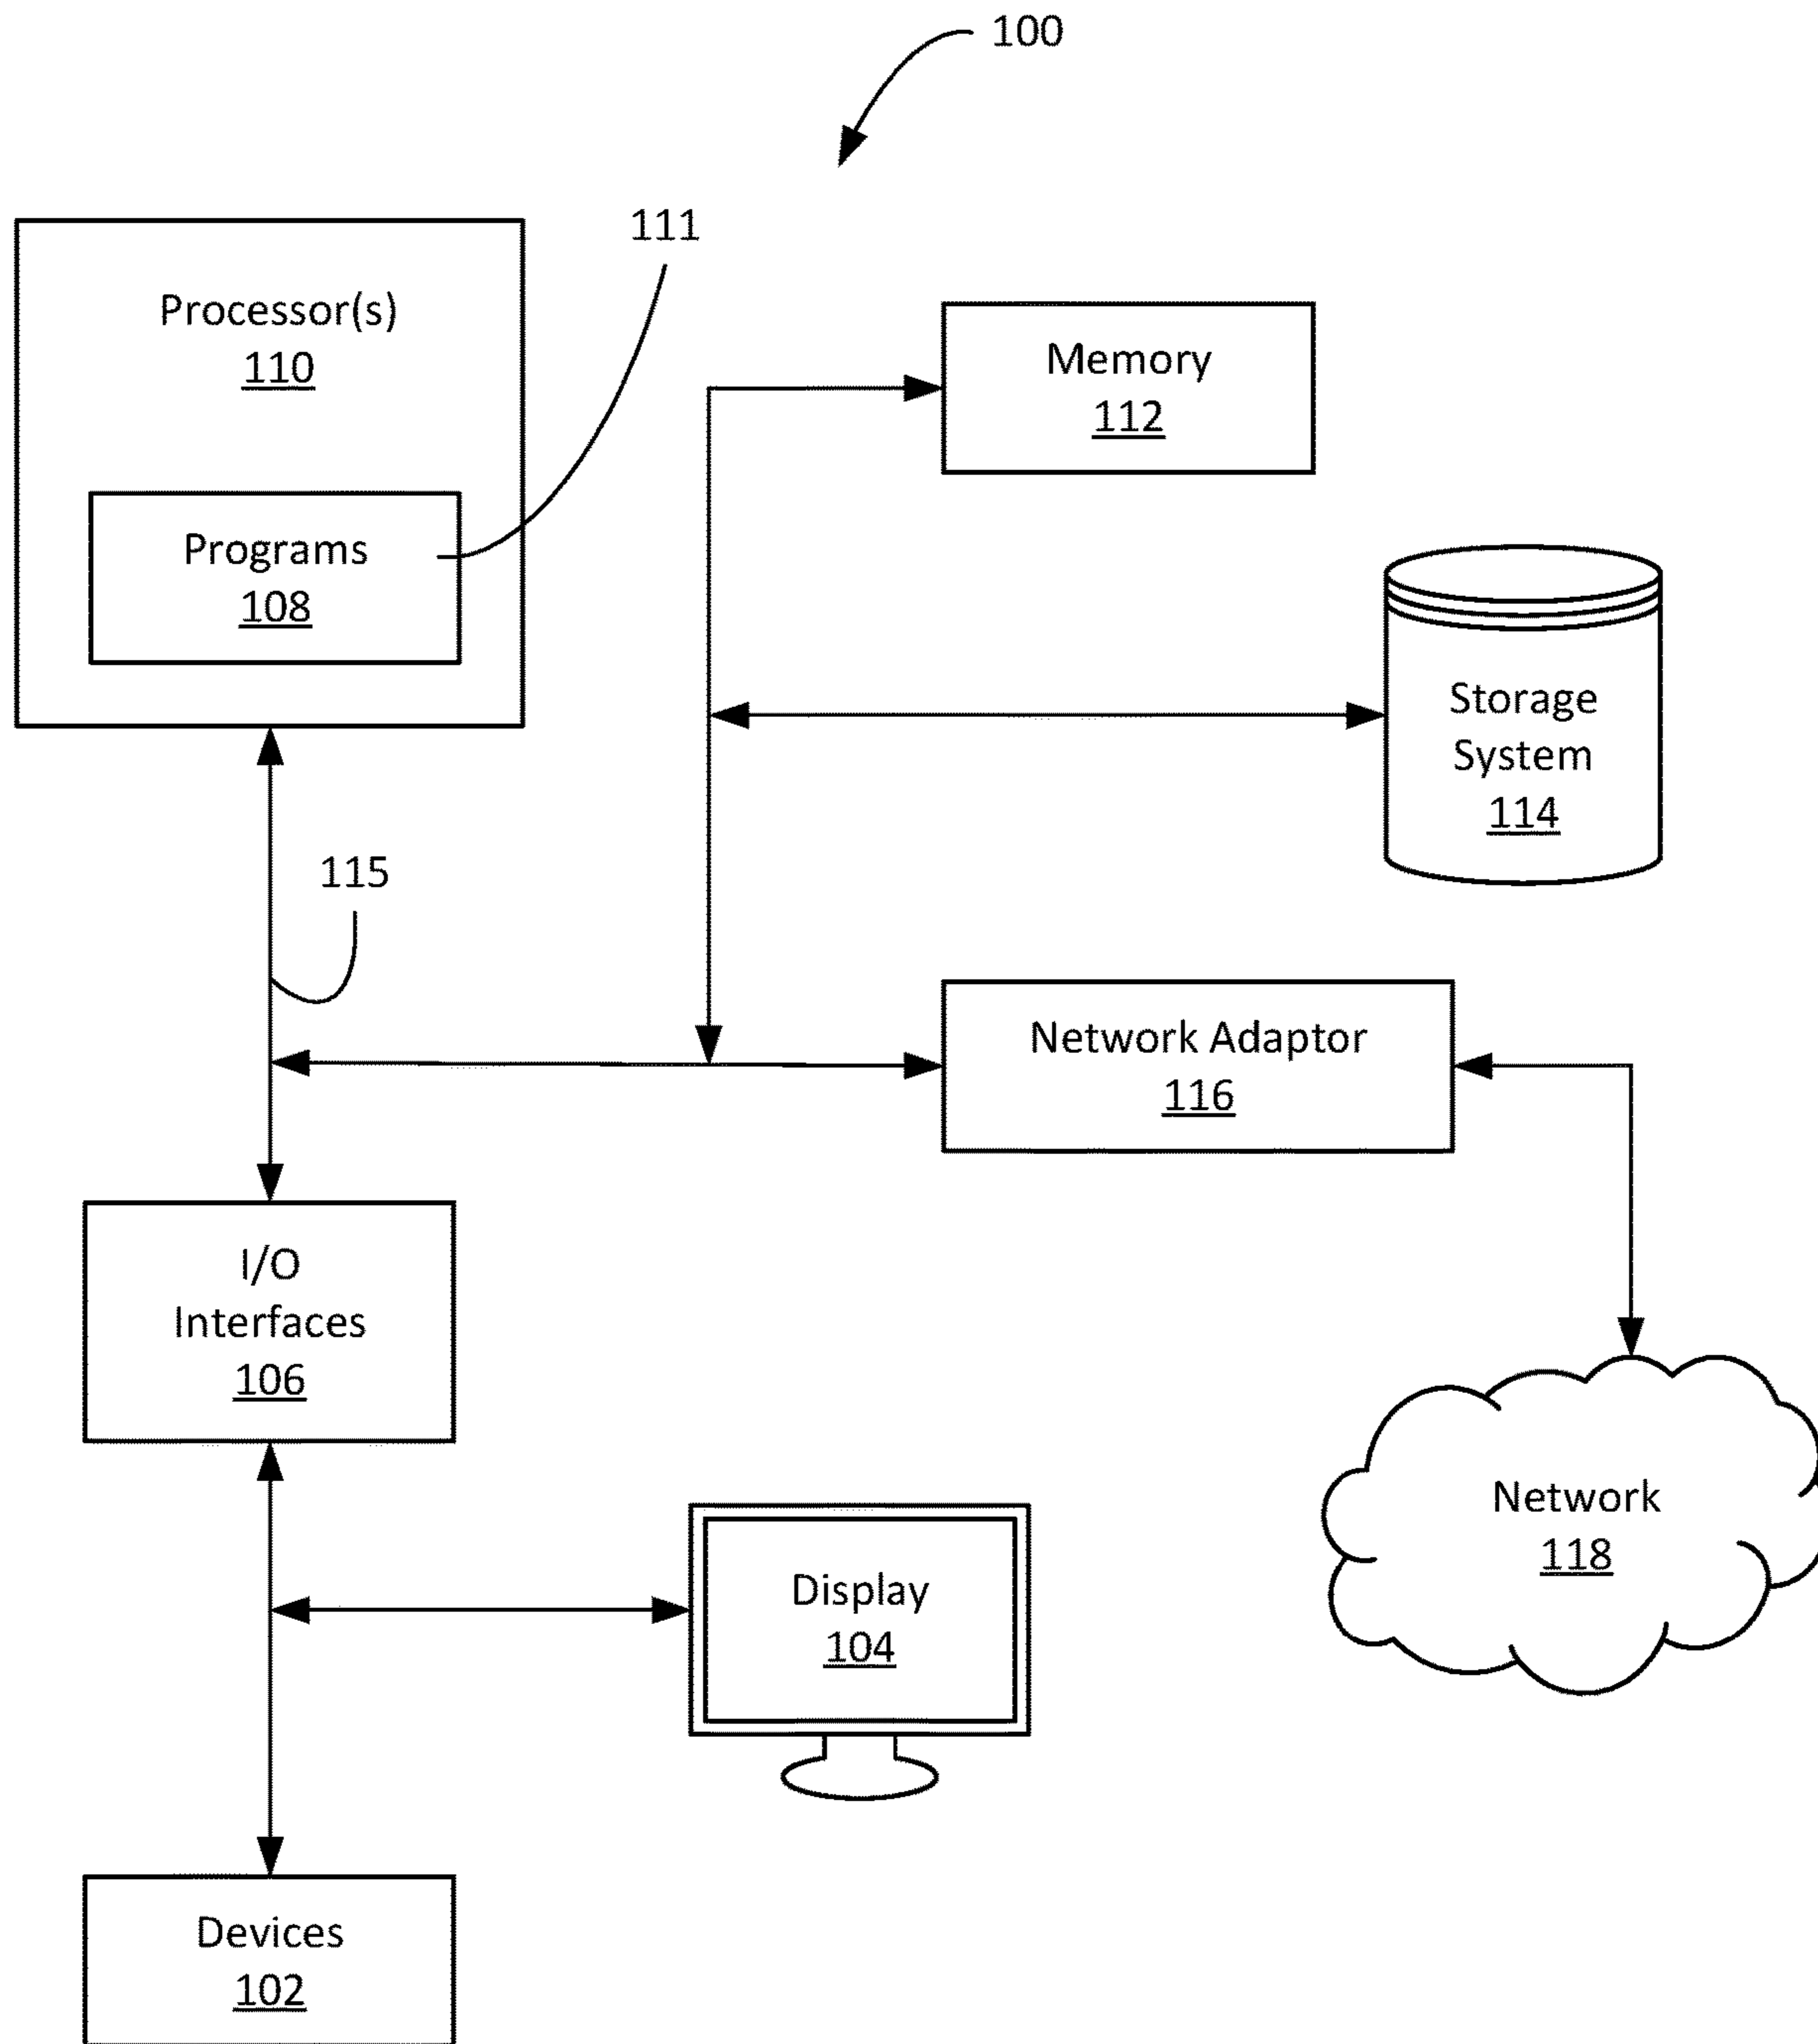 100
111
Processor(s)
110
Memory
112
Programs
108
Storage
System
114
115
Network Adaptor
116
I/O
Interfaces
106
Network
118
Display
104
Devices
102